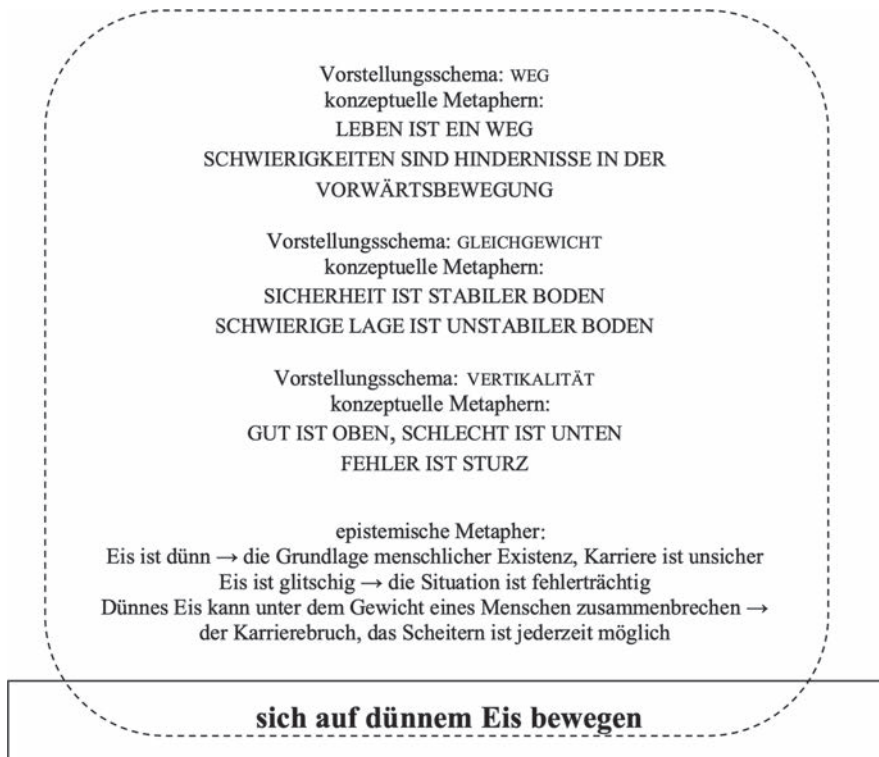 Vorstellungsschema: WEG
konzeptuelle Metaphern:
LEBEN IST EIN WEG
SCHWIERIGKEITEN SIND HINDERNISSE IN DER
VORWÄRTSBEWEGUNG
Vorstellungsschema: GLEICHGEWICHT
konzeptuelle Metaphern:
SICHERHEIT IST STABILER BODEN
SCHWIERIGE LAGE IST UNSTABILER BODEN
Vorstellungsschema: VERTIKALITÄT
konzeptuelle Metaphern:
GUT IST OBEN, SCHLECHT IST UNTEN
FEHLER IST STURZ
epistemische Metapher:
Eis ist dünn → die Grundlage menschlicher Existenz, Karriere ist unsicher
Eis ist glitschig → die Situation ist fehlerträchtig
Dünnes Eis kann unter dem Gewicht eines Menschen zusammenbrechen →
der Karrierebruch, das Scheitern ist jederzeit möglich
sich auf dünnem Eis bewegen